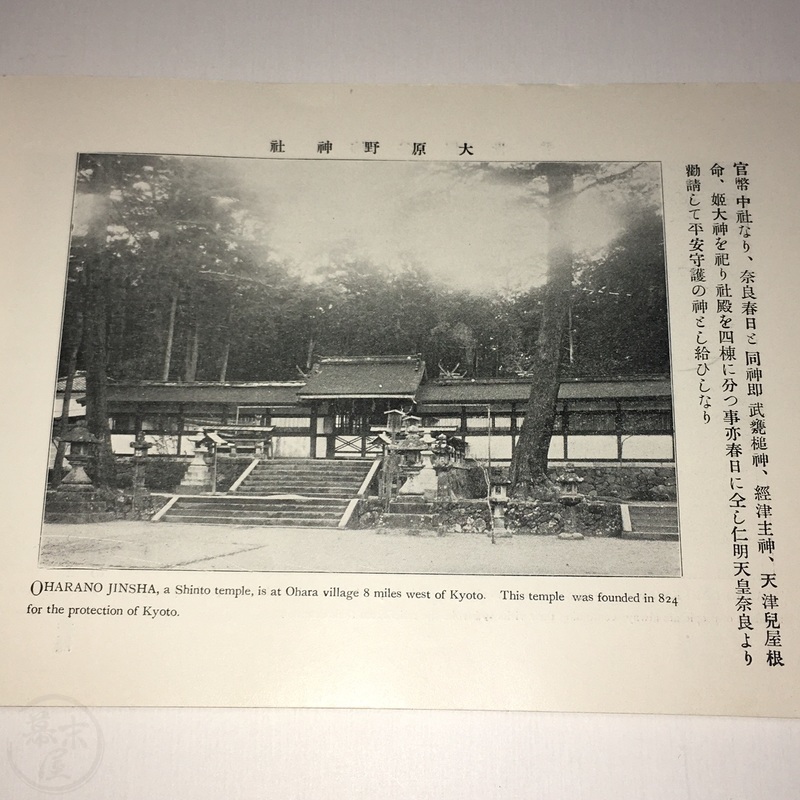 大原野神社
官幣中社なり、奈良春日と同神即武甕槌神、經津主神、天津兒屋根
命、姬大神を祀り社殿を四棟に分つ事亦春日に仝し仁明天皇奈良より
勸請して平安守護の神とし給ひしなり
OHARANO JINSHA, a Shinto temple, is at Ohara village 8 miles west of Kyoto. This temple was founded in 824
for the protection of Kyoto.
幕末屋